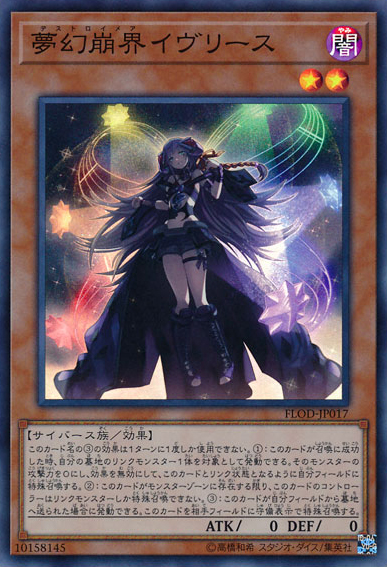 アストロイメア
夢幻崩界イヴリース
やみ
闇
FLOD-JP017
【サイバース族／効果】
このカード名の③の効果は1ターンに1度しか使用できない。①：このカードが召喚に成功
した時、自分の墓地のリンクモンスター1体を対象として発動できる。そのモンスターの
攻撃力を0にし、効果を無効にして、このカードとリンク状態となるように自分フィールドに
特殊召喚する。②：このカードがモンスターゾーンに存在する限り、このカードのコントロ
ーラーはリンクモンスターしか特殊召喚できない。③：このカードが自分フィールドから墓地
へ送られた場合に発動できる。このカードを相手フィールドに守備表示で特殊召喚する。
ATK/ 0 DEF/ 0
10158145 ©高橋和希 スタジオ・ダイス/集英社